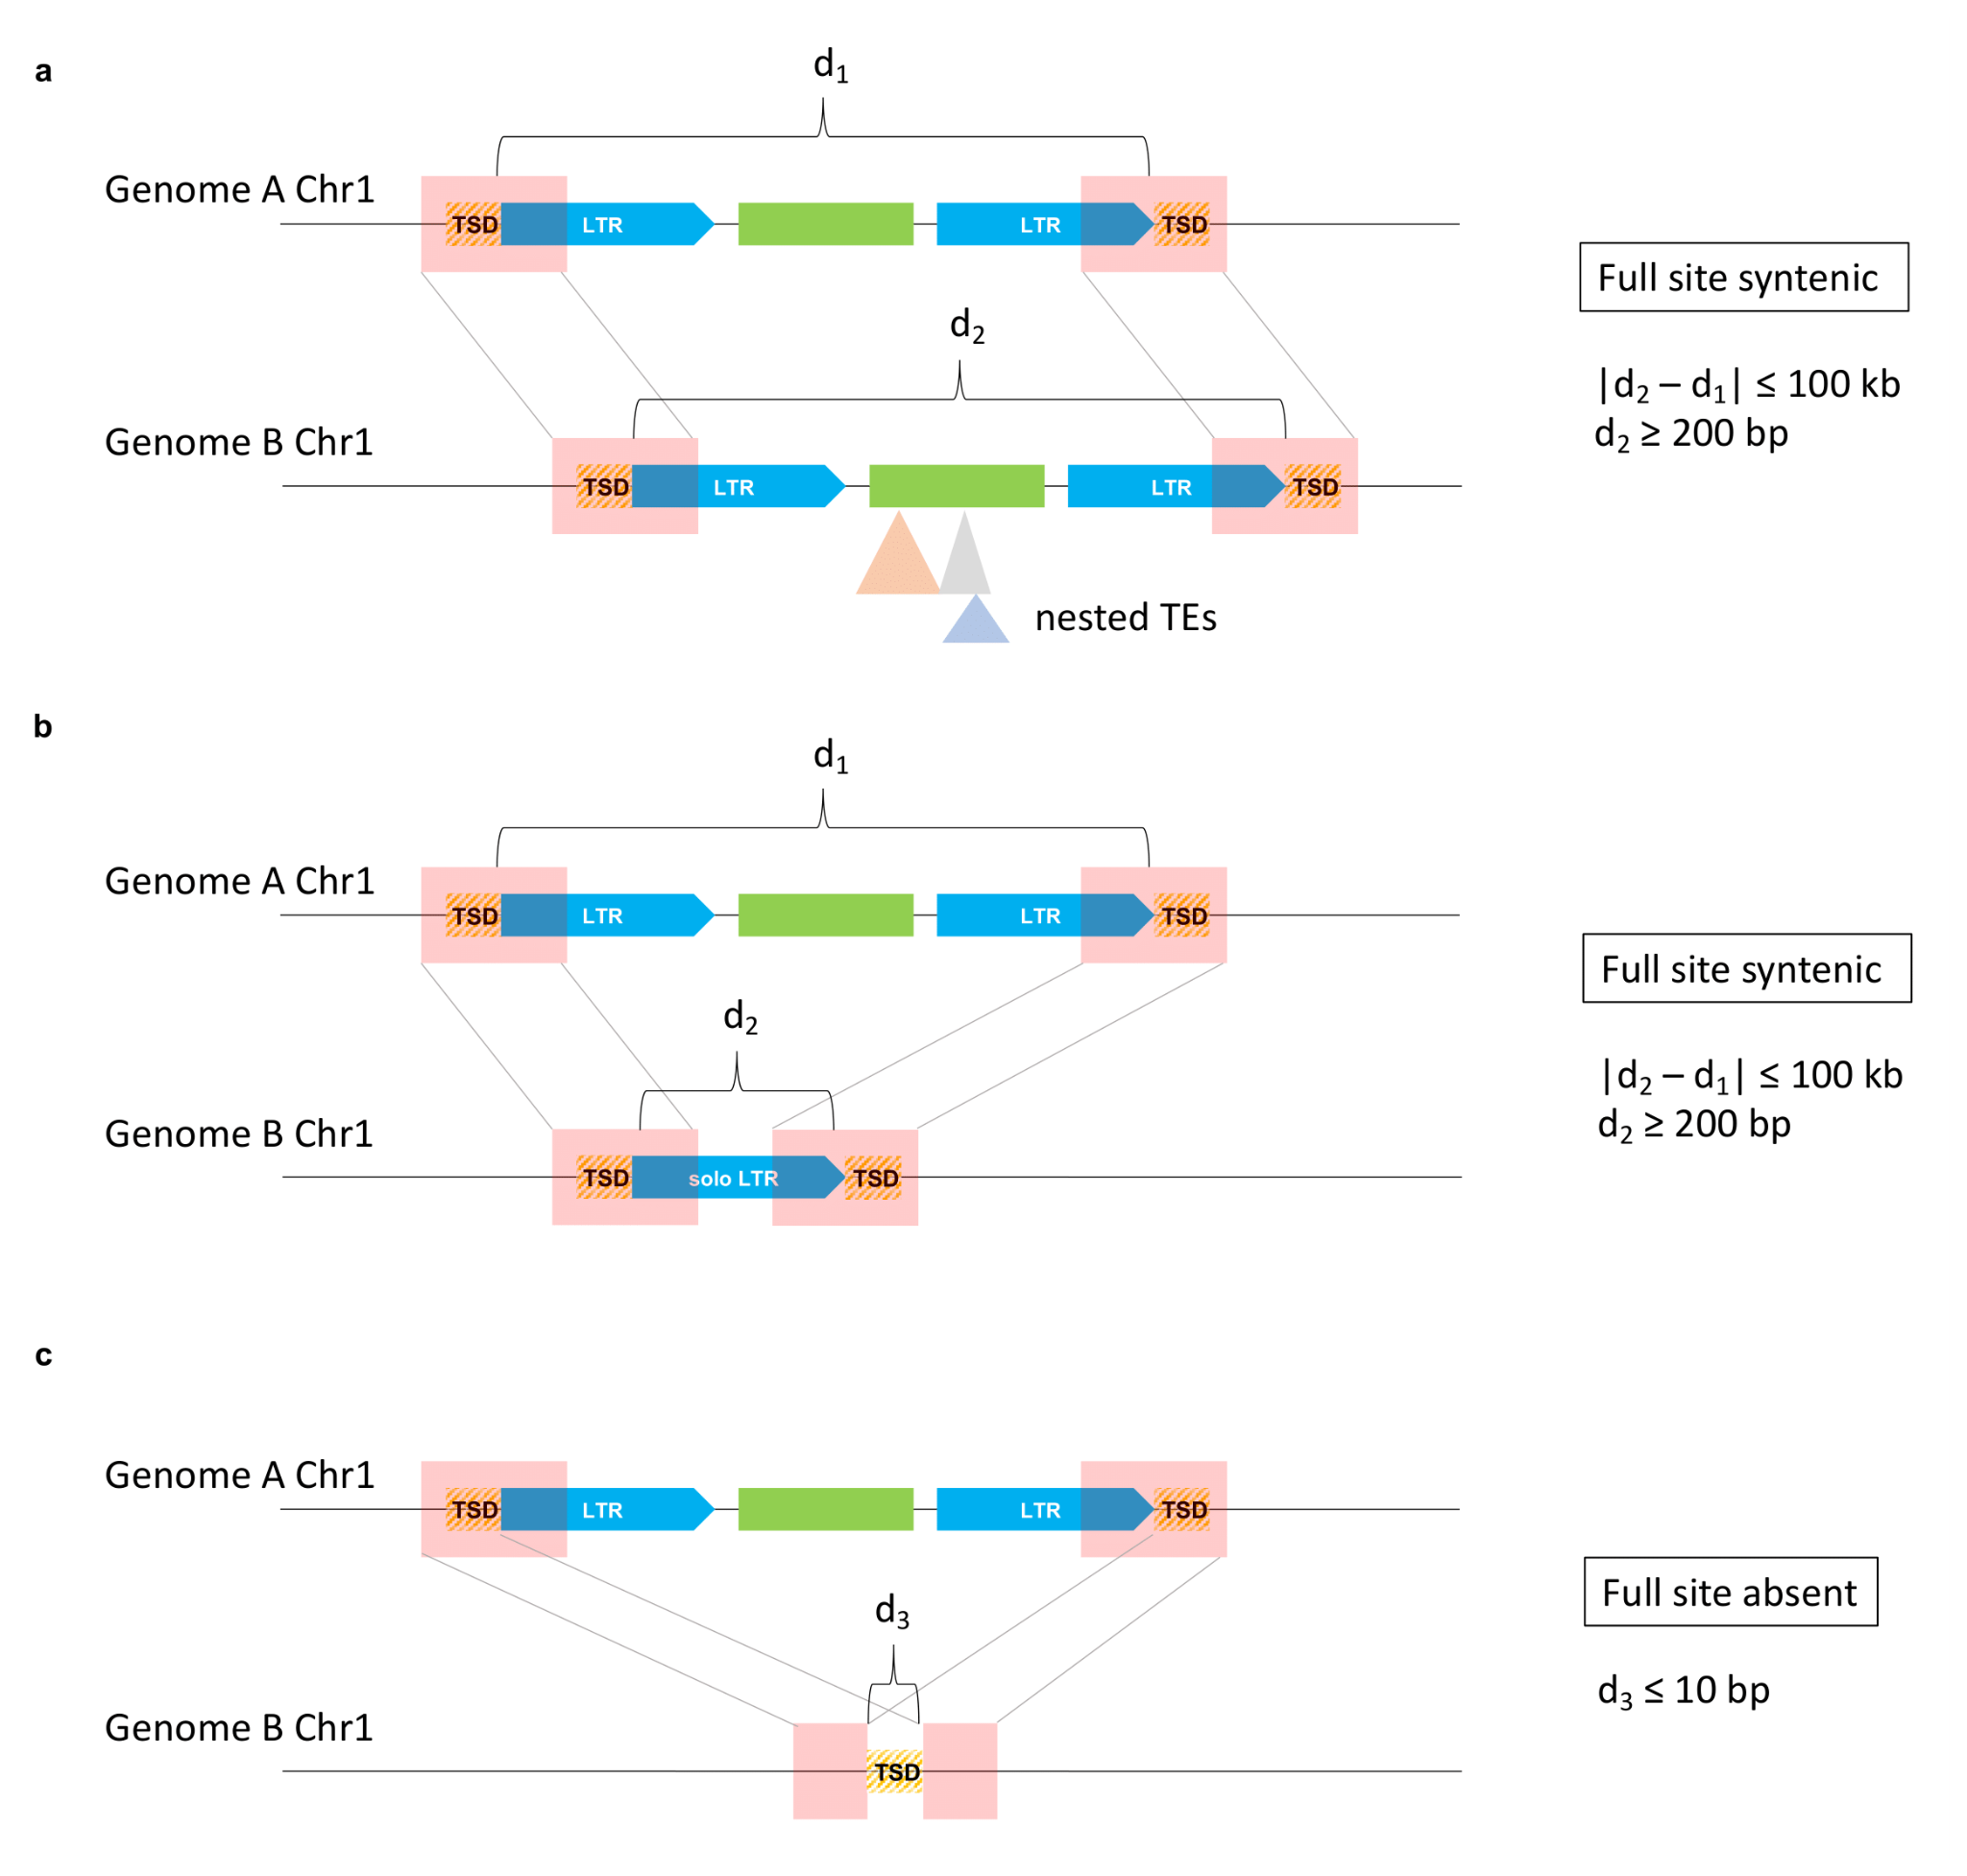 a
d₁
Genome A Chr1
TSD LTR LTR TSD
Full site syntenic
d₂
|d₂ – d₁| ≤ 100 kb
d₂ ≥ 200 bp
Genome B Chr1
TSD LTR LTR TSD
nested TEs
b
d₁
Genome A Chr1
TSD LTR LTR TSD
Full site syntenic
d₂
|d₂ – d₁| ≤ 100 kb
d₂ ≥ 200 bp
Genome B Chr1
TSD solo LTR TSD
c
Genome A Chr1
TSD LTR LTR TSD
Full site absent
d₃
d₃ ≤ 10 bp
Genome B Chr1
TSD